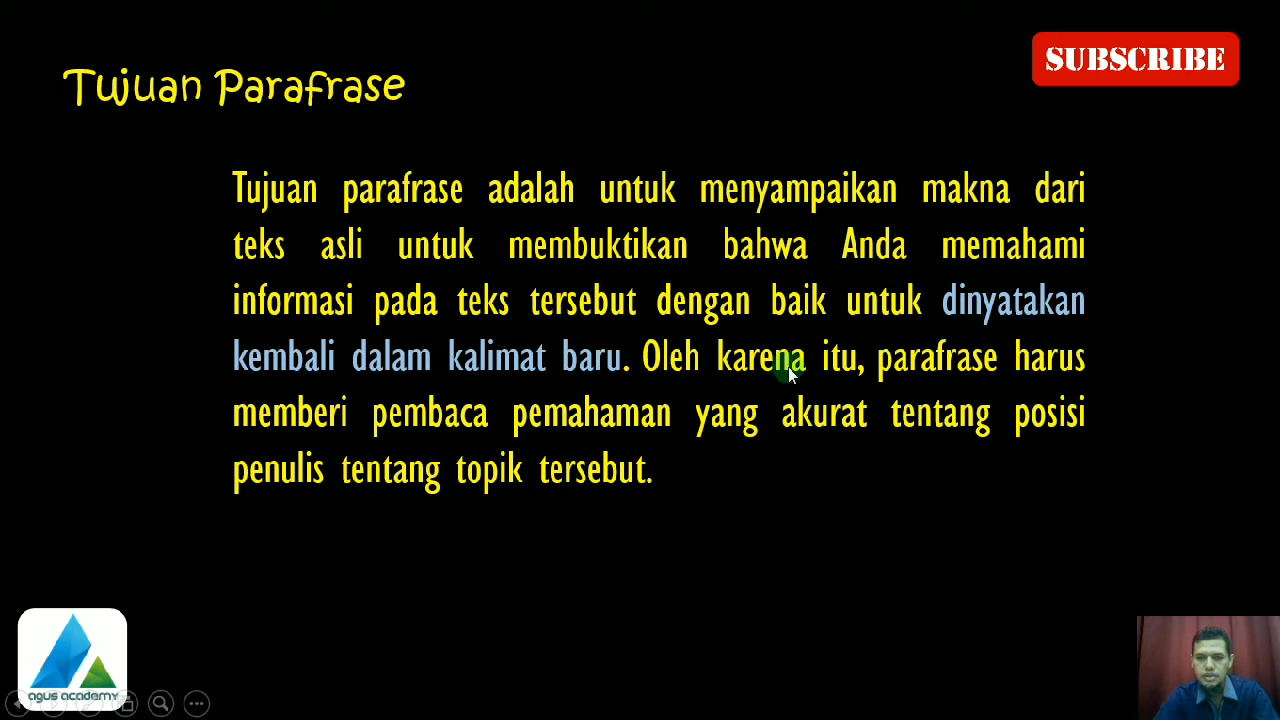 Tujuan Parafrase
SUBSCRIBE
Tujuan parafrase adalah untuk menyampaikan makna dari
teks asli untuk membuktikan bahwa Anda memahami
informasi pada teks tersebut dengan baik untuk dinyatakan
kembali dalam kalimat baru. Oleh karena itu, parafrase harus
memberi pembaca pemahaman yang akurat tentang posisi
penulis tentang topik tersebut.
agus academy